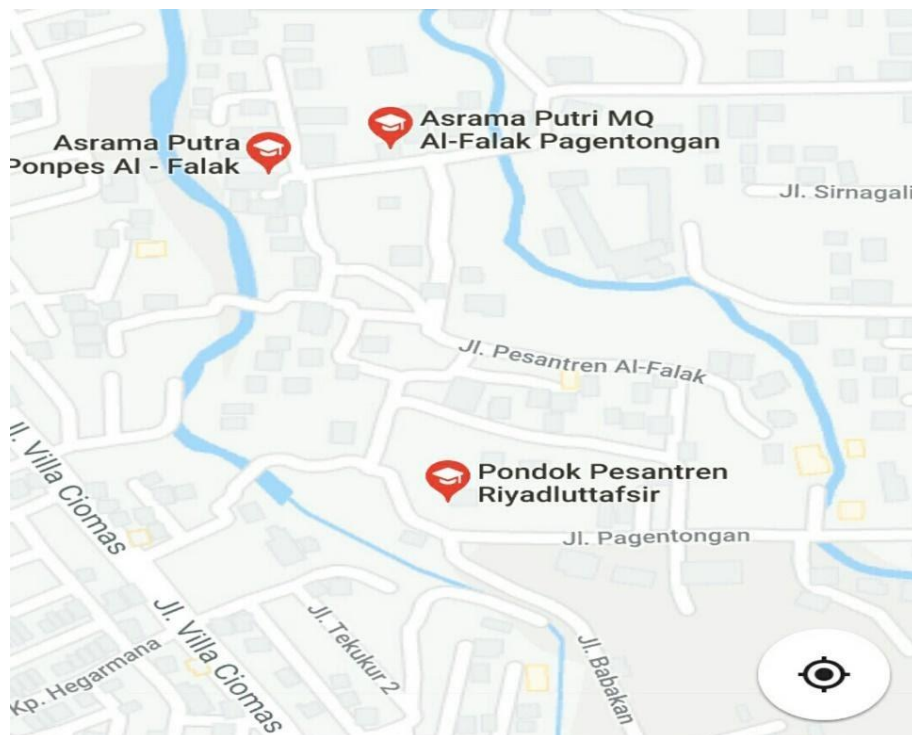 Asrama Putri MQ
Al-Falak Pagentongan
Asrama Putra
Ponpes Al - Falak
Jl. Sirnagali
Jl. Pesantren Al-Falak
Jl. Villa Ciomas
Pondok Pesantren
Riyadluttafsir
Jl. Pagentongan
Jl. Villa Ciomas
Jl. Tekukur 2
Kp. Hegarmana
Jl. Babakan